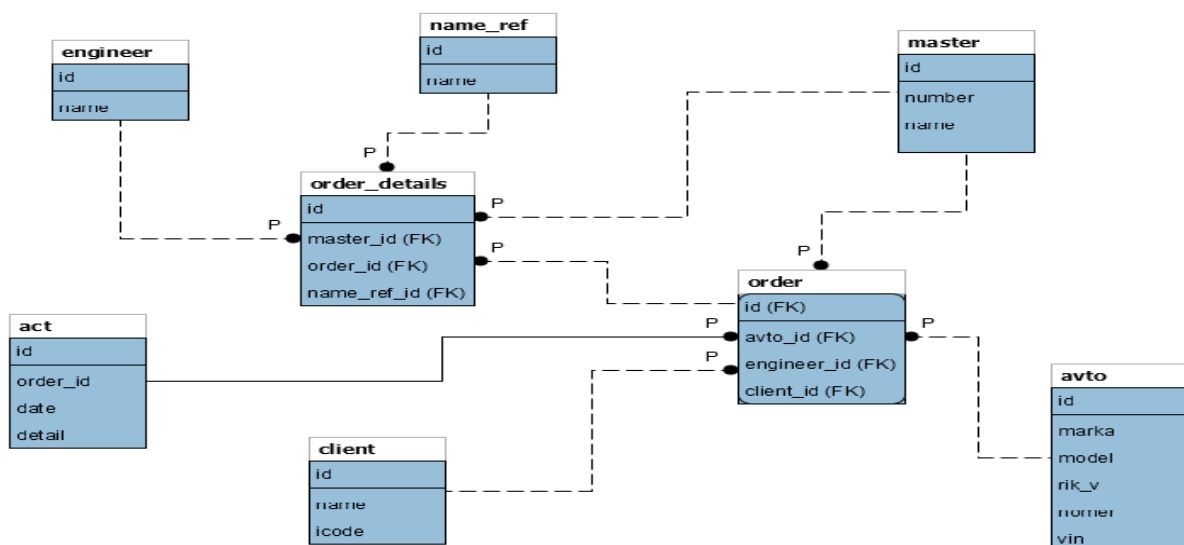 engineer
id
name
name_ref
id
name
master
id
number
name
P
P
P
P
order_details
id
master_id (FK)
order_id (FK)
name_ref_id (FK)
P
order
id (FK)
avto_id (FK)
engineer_id (FK)
client_id (FK)
P
P
P
act
id
order_id
date
detail
client
id
name
icode
avto
id
marka
model
rik_v
nomer
vin